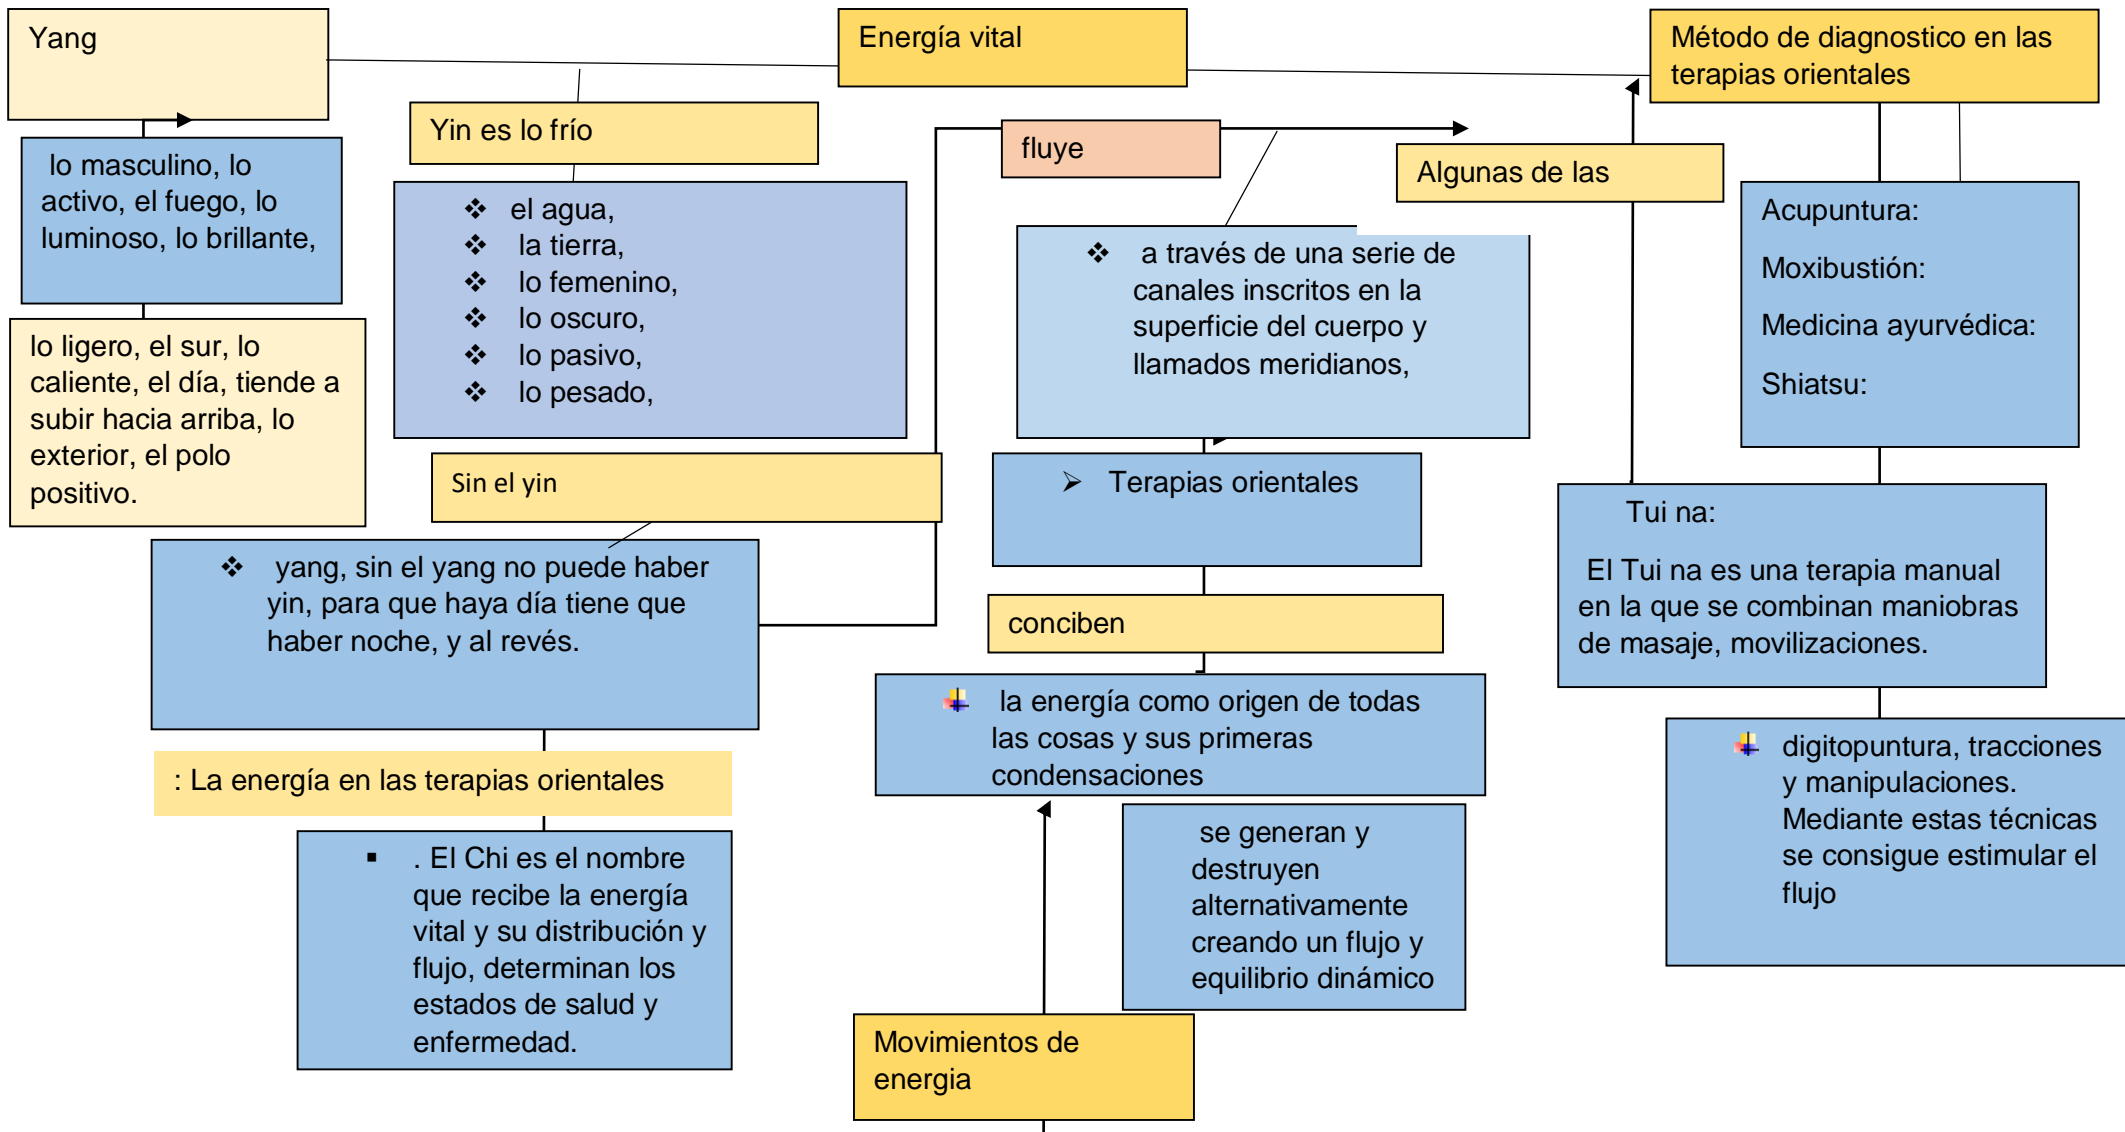 Yang
Energía vital
Método de diagnostico en las
terapias orientales
lo masculino, lo
activo, el fuego, lo
luminoso, lo brillante,
lo ligero, el sur, lo
caliente, el día, tiende a
subir hacia arriba, lo
exterior, el polo
positivo.
Yin es lo frío
❖ el agua,
❖ la tierra,
❖ lo femenino,
❖ lo oscuro,
❖ lo pasivo,
❖ lo pesado,
Sin el yin
❖ yang, sin el yang no puede haber
yin, para que haya día tiene que
haber noche, y al revés.
: La energía en las terapias orientales
▪ . El Chi es el nombre
que recibe la energía
vital y su distribución y
flujo, determinan los
estados de salud y
enfermedad.
fluye
❖ a través de una serie de
canales inscritos en la
superficie del cuerpo y
llamados meridianos,
➢ Terapias orientales
conciben
la energía como origen de todas
las cosas y sus primeras
condensaciones
se generan y
destruyen
alternativamente
creando un flujo y
equilibrio dinámico
Movimientos de
energia
Algunas de las
Acupuntura:
Moxibustión:
Medicina ayurvédica:
Shiatsu:
Tui na:
El Tui na es una terapia manual
en la que se combinan maniobras
de masaje, movilizaciones.
digitopuntura, tracciones
y manipulaciones.
Mediante estas técnicas
se consigue estimular el
flujo